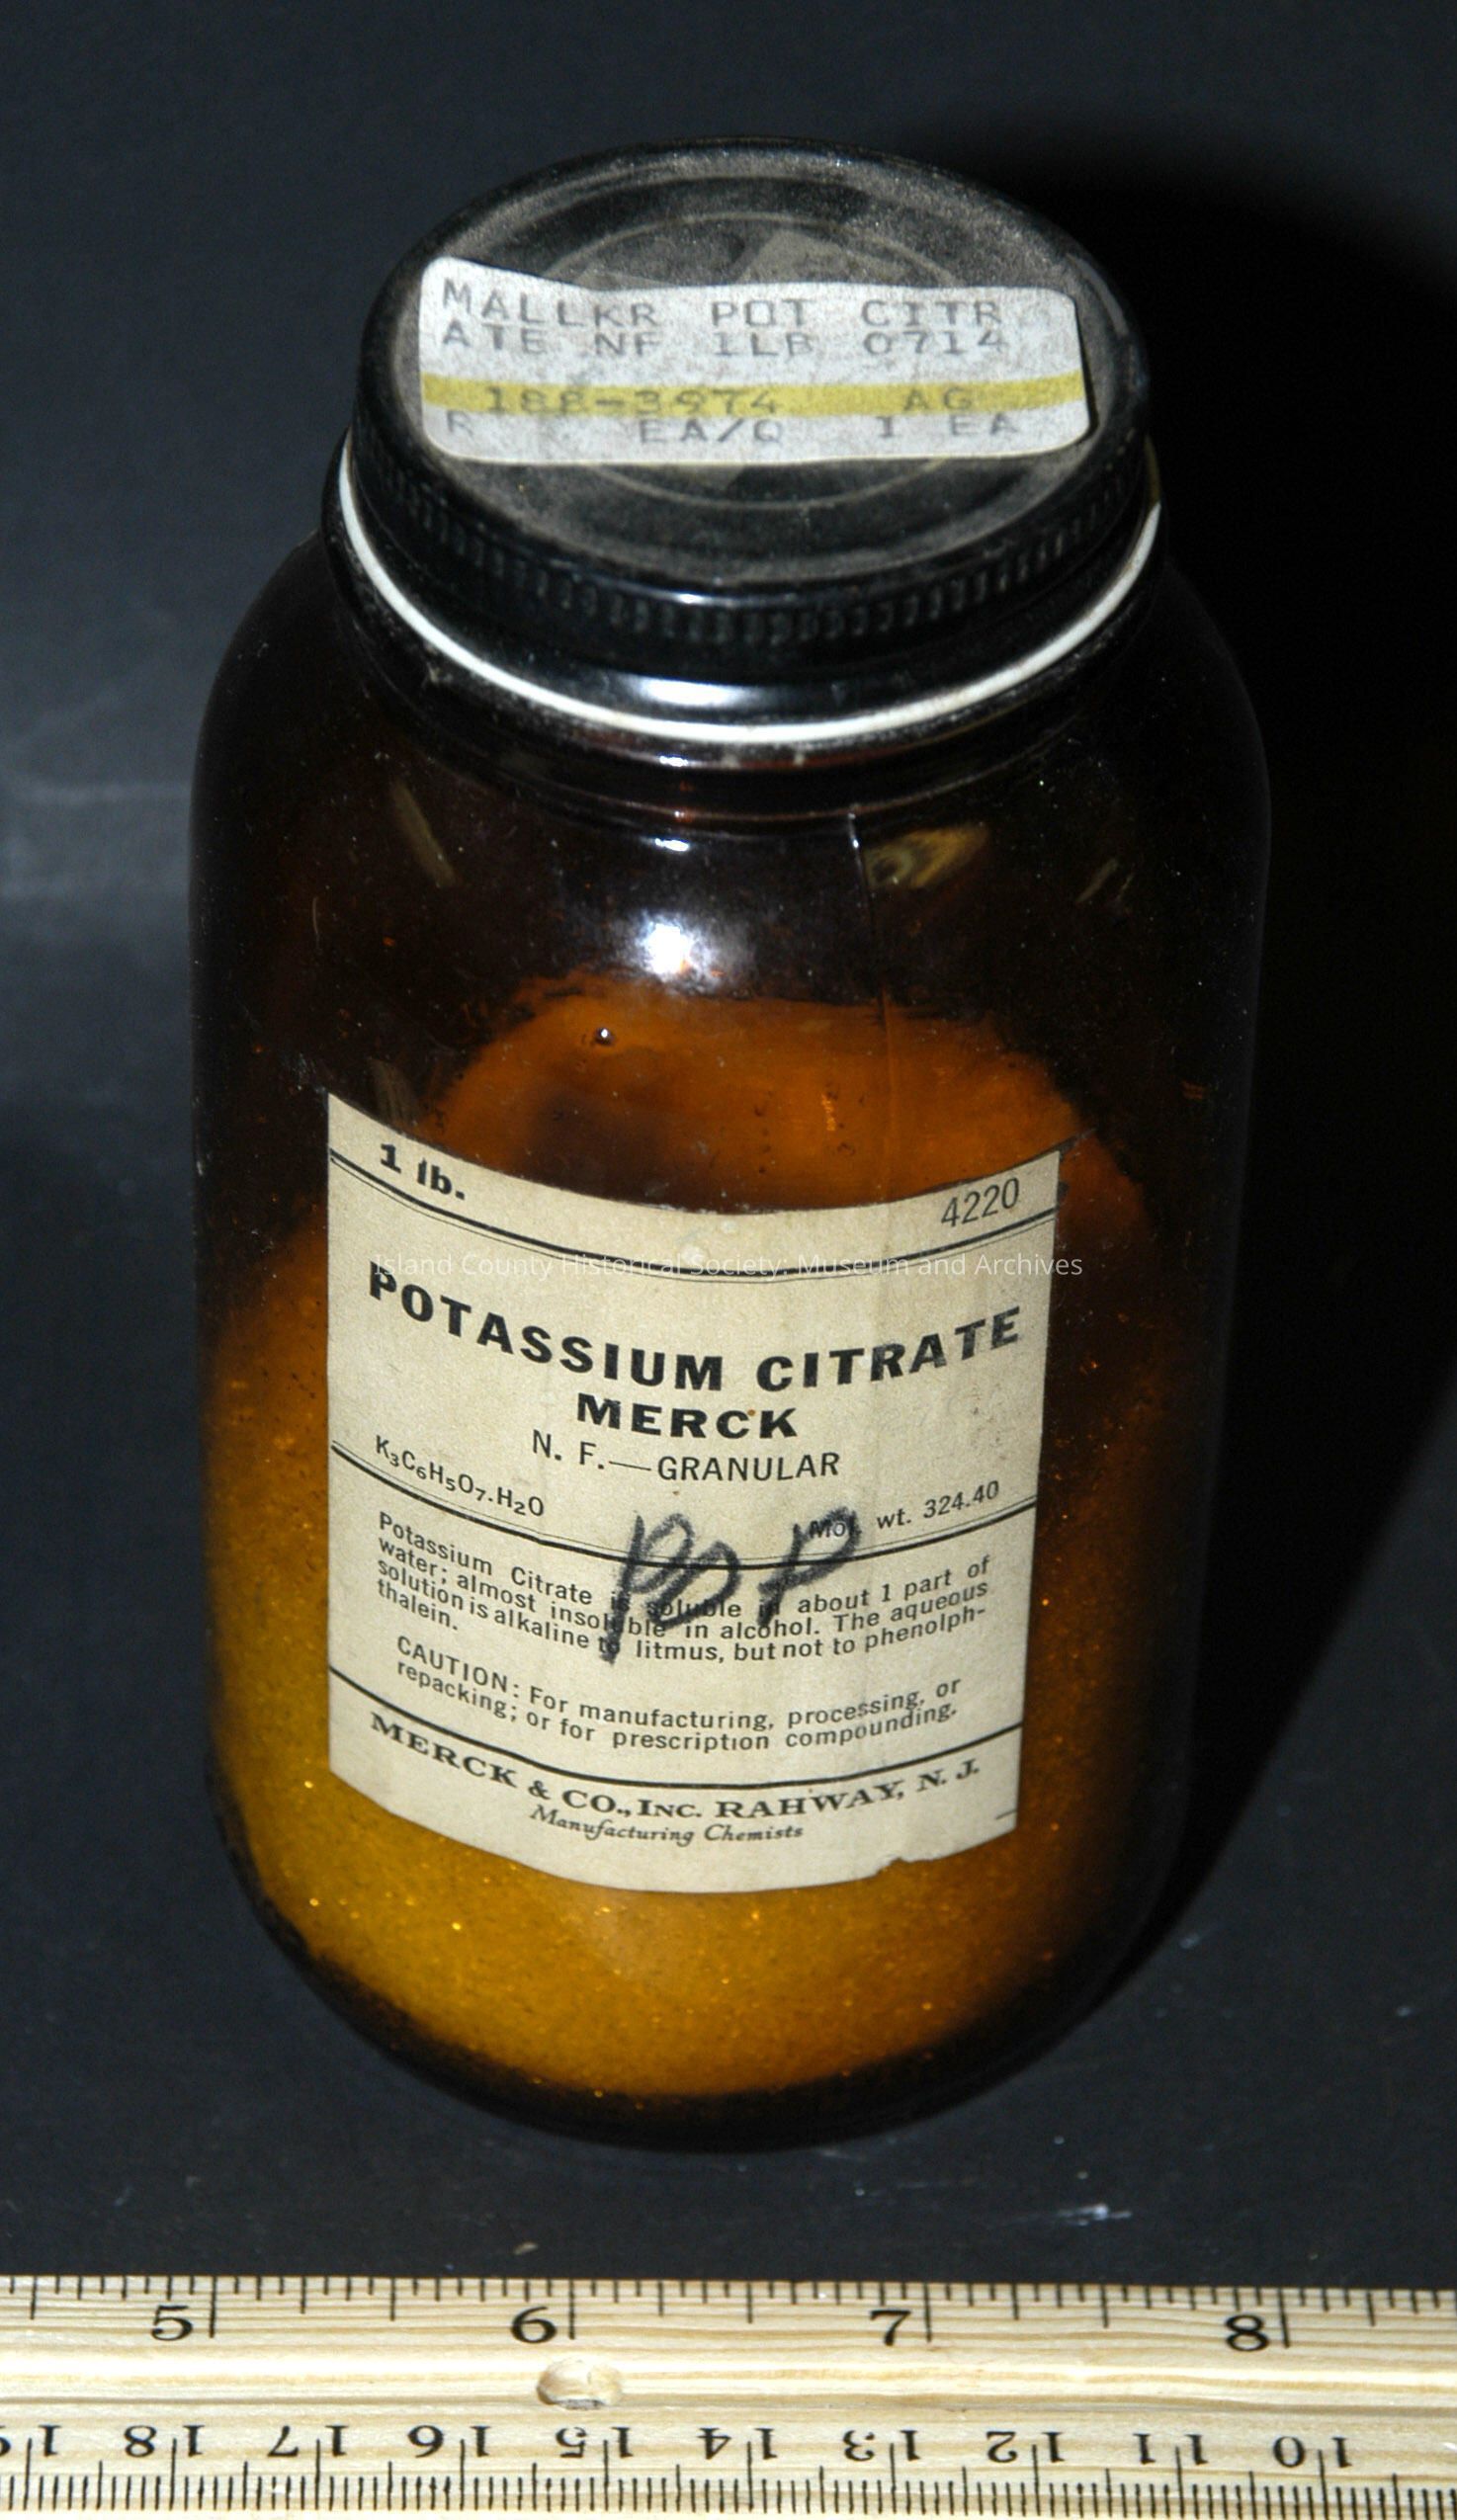 MALLKR POT CITR
ATE NF 1LB 0714
188-3974 AG
R EA/Q 1 EA
1 lb. 4220
Island County Historical Society: Museum and Archives
POTASSIUM CITRATE
MERCK
N. F.—GRANULAR
K₃C₆H₅O₇.H₂O Mol. wt. 324.40
Potassium Citrate is soluble in about 1 part of
water; almost insoluble in alcohol. The aqueous
solution is alkaline to litmus, but not to phenolph-
thalein.
CAUTION: For manufacturing, processing, or
repacking; or for prescription compounding.
MERCK & CO., INC. RAHWAY, N. J.
Manufacturing Chemists
5 6 7 8
19 18 17 16 15 14 13 12 11 10